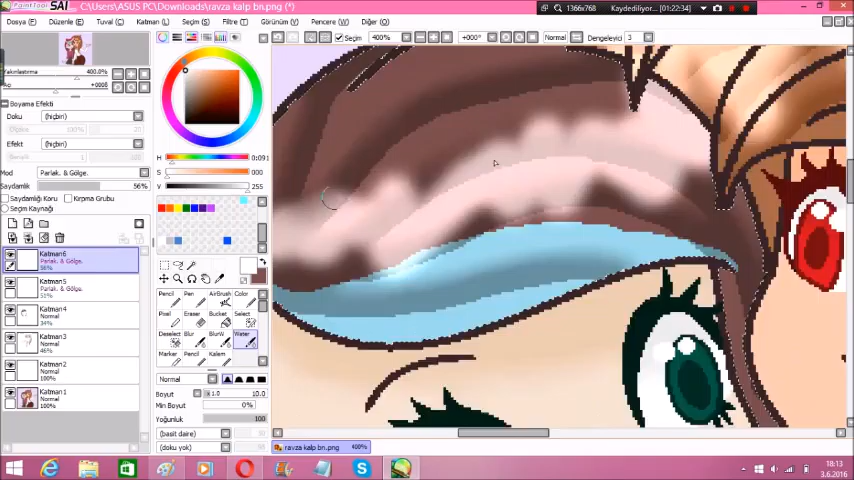 PaintTool SAI C:\Users\ASUS PC\Downloads\ravza kalp bn.png (*)
1366x768 Kaydediliyor... [01:22:34]
Dosya (F) Düzenle (E) Tuval (C) Katman (L) Seçim (S) Filtre (T) Görünüm (V) Pencere (W) Diğer (O)
Seçim 400% +000° Normal Dengeleyici 3
Yakınlaştırma 400.0%
Açı +000ß
Boyama Efekti
Doku (hiçbiri)
20%
Efekt (hiçbiri)
Mod Parlak. & Gölge.
Saydamlık 56%
Saydamlığı Koru Kırpma Grubu
Seçim Kaynağı
Katman6
Parlak. & Gölge.
56%
Katman5
Parlak. & Gölge.
51%
Katman4
Normal
34%
Katman3
Normal
46%
Katman2
Normal
100%
Katman1
Normal
100%
H 0:091
S 000
V 255
Pencil Pen AirBrush Color
Pixel Eraser Bucket Select
Deselect Blur BlurW Water
Marker Pencil Kalem
Normal
Boyut x 1.0 10.0
Min Boyut 0%
Yoğunluk 100
(basit daire)
(doku yok)
ravza kalp bn.png 400%
18:13
3.6.2016